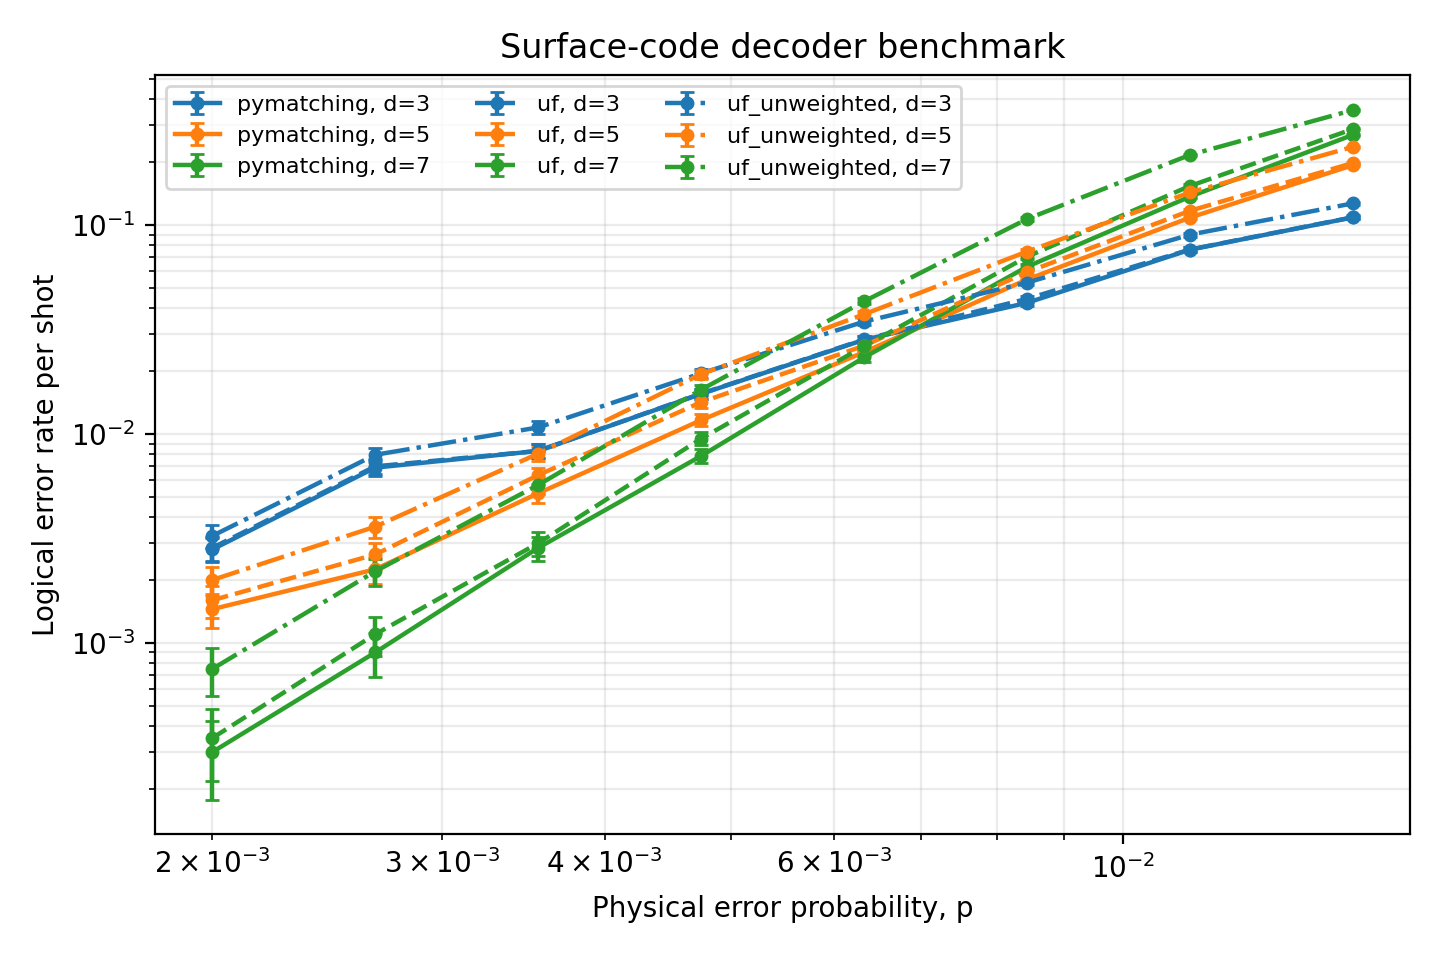 Surface-code decoder benchmark
pymatching, d=3 uf, d=3 uf_unweighted, d=3
pymatching, d=5 uf, d=5 uf_unweighted, d=5
pymatching, d=7 uf, d=7 uf_unweighted, d=7
Logical error rate per shot
10⁻¹
10⁻²
10⁻³
2 × 10⁻³ 3 × 10⁻³ 4 × 10⁻³ 6 × 10⁻³ 10⁻²
Physical error probability, p